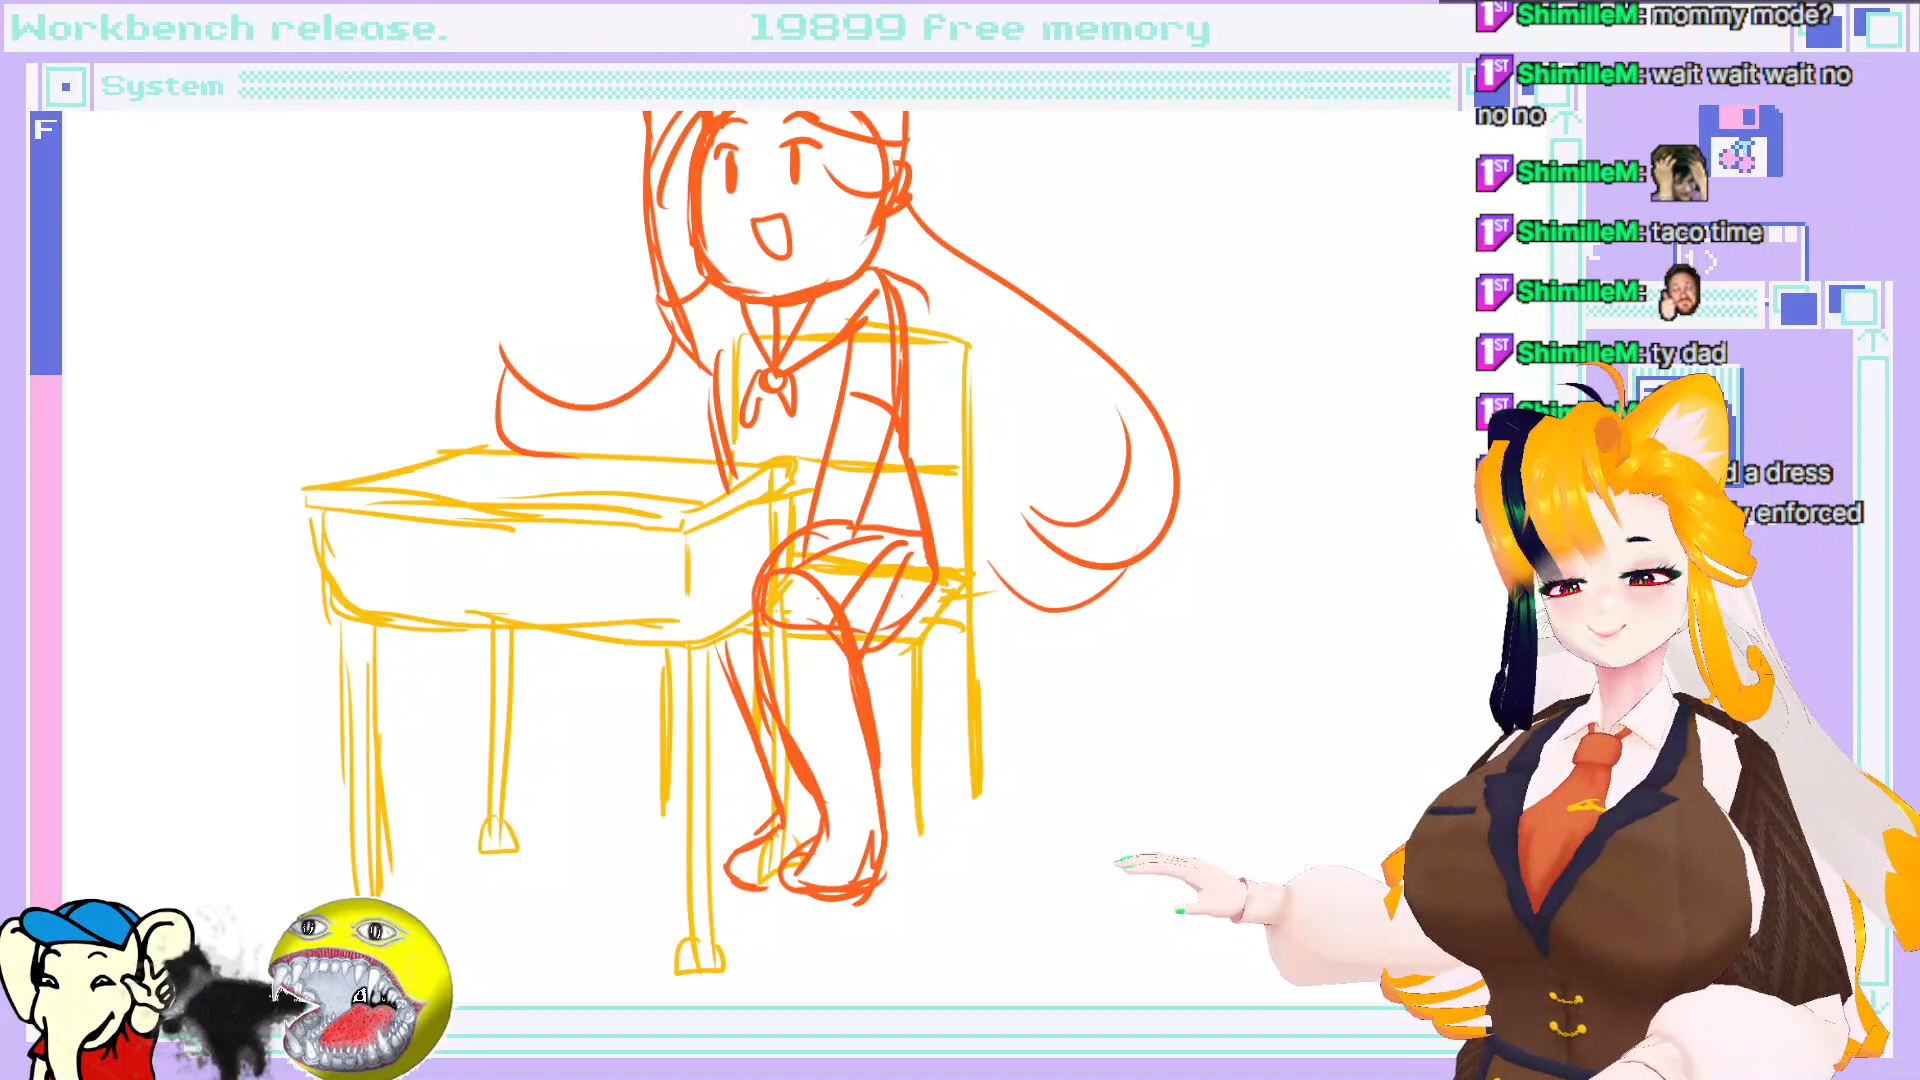 Workbench release.
19899 free memory
System
F
1ST ShimilleM: mommy mode?
1ST ShimilleM: wait wait wait no
no no
1ST ShimilleM:
1ST ShimilleM: taco time
1ST ShimilleM:
1ST ShimilleM: ty dad
1ST
a dress
enforced